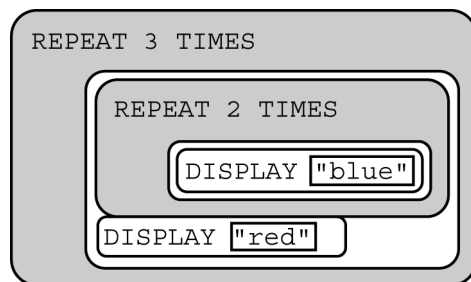 REPEAT 3 TIMES
REPEAT 2 TIMES
DISPLAY "blue"
DISPLAY "red"